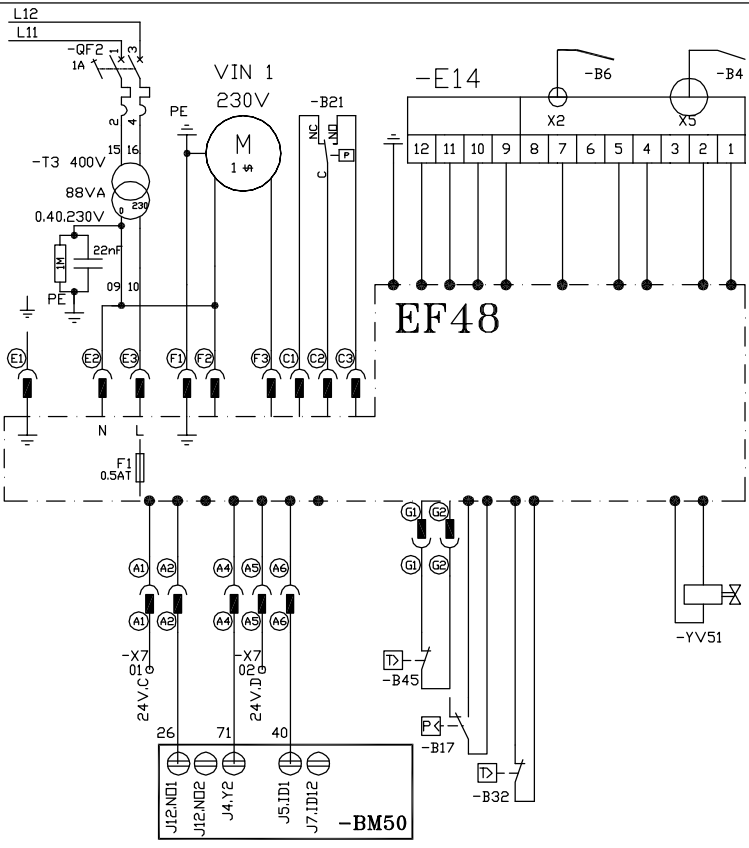 L12
L11
-QF2
1A
1
3
VIN 1
230V
-B21
-E14
-B6
-B4
PE
NC
NO
X2
X5
2
4
M
1 ~
P
12 11 10 9 8 7 6 5 4 3 2 1
15 16
-T3 400V
C
88VA
0 230
0.40.230V
1M
22nF
PE
09 10
EF48
E1
E2
E3
F1
F2
F3
C1
C2
C3
N L
F1
0.5AT
G1
G2
A1
A2
A4
A5
A6
G1
G2
A1
A2
A4
A5
A6
-X7
01
24V.C
-X7
02
24V.D
-YV51
T>
-B45
P<
-B17
26
71
40
T>
-B32
J12.NO1
J12.NO2
J4.Y2
J5.ID1
J7.ID12
-BM50